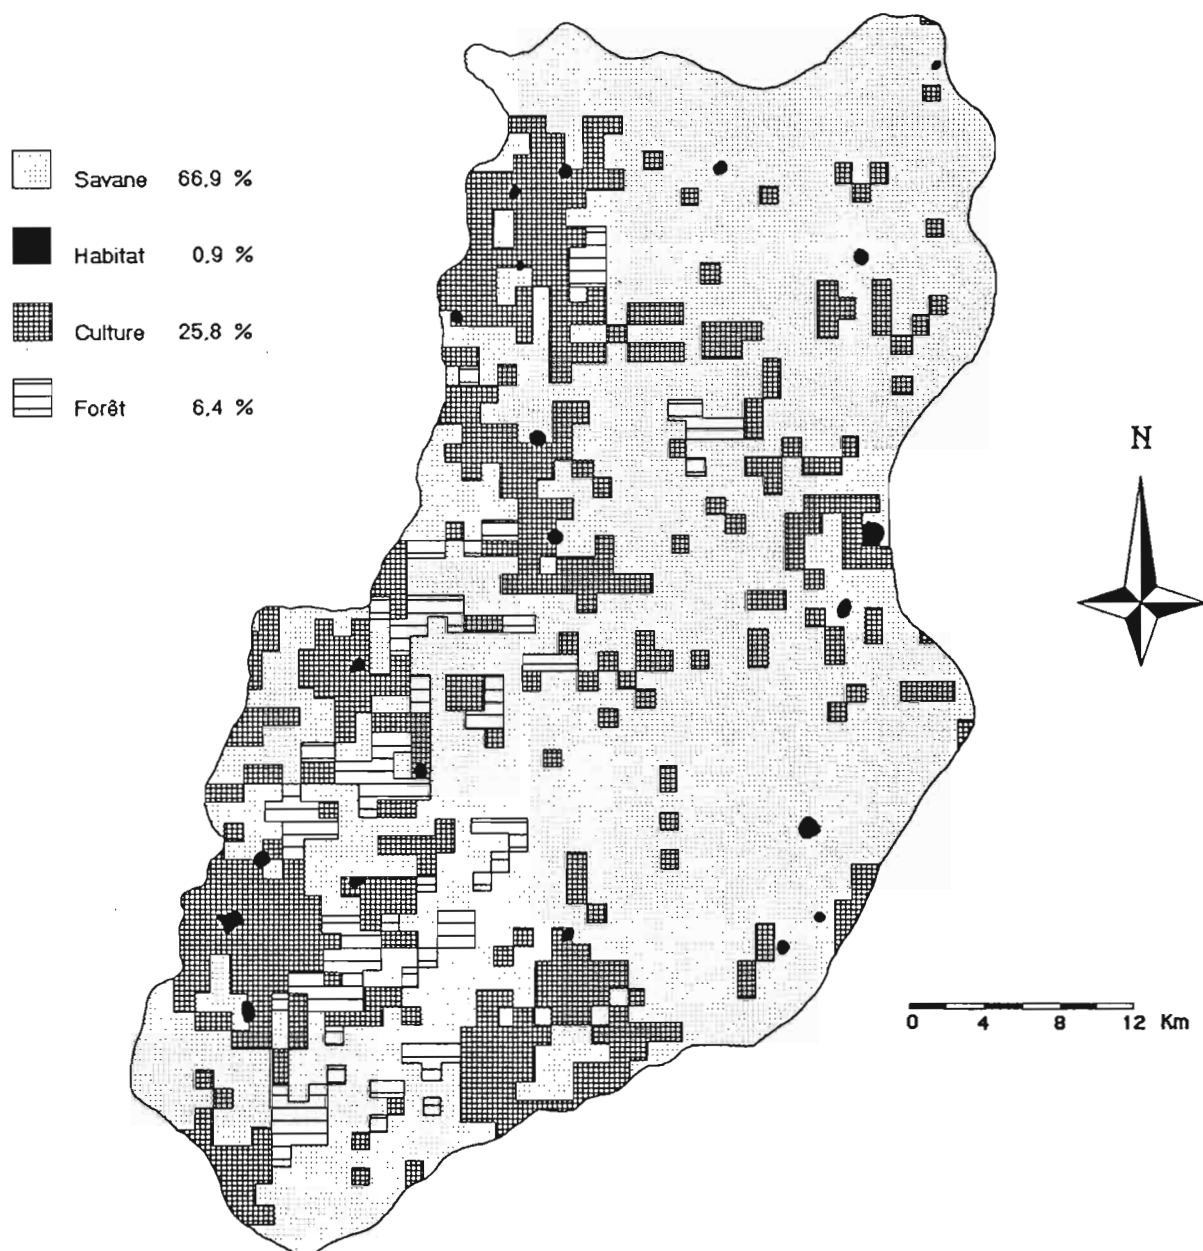 Savane 66,9 %
Habitat 0,9 %
Culture 25,8 %
Forêt 6,4 %
N
0 4 8 12 Km